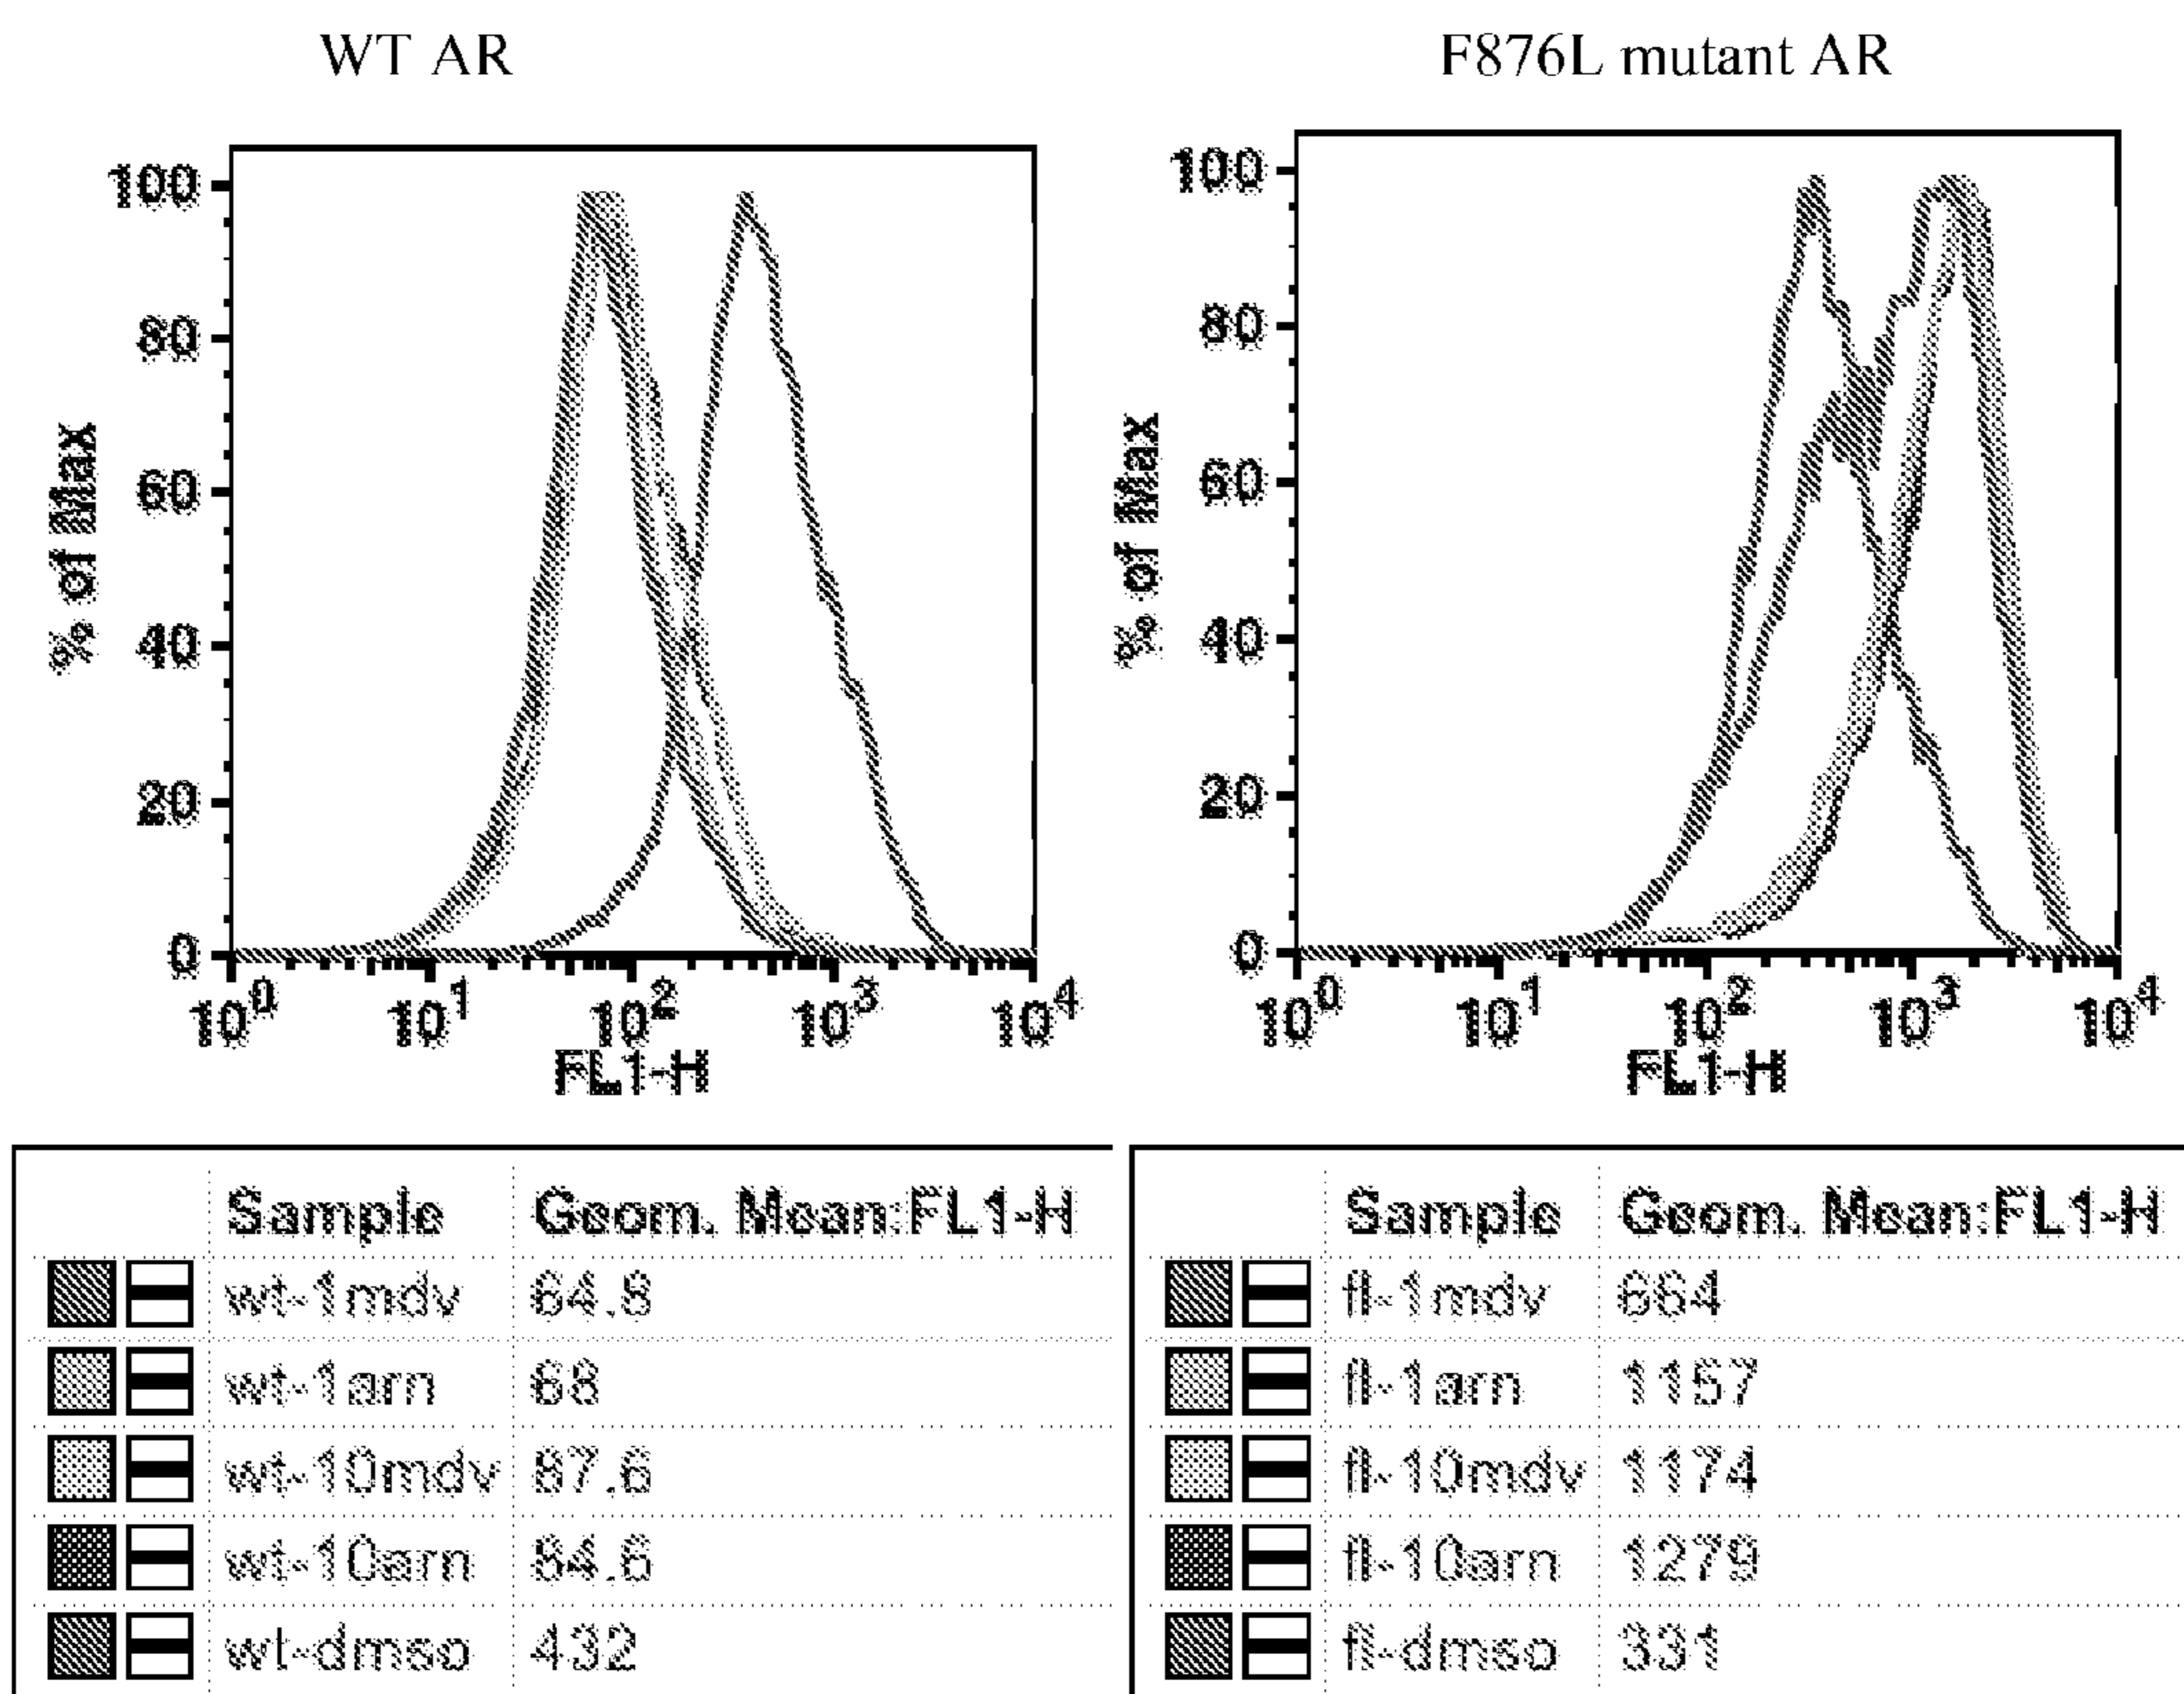 WT AR
F876L mutant AR
100
80
60
40
20
0
% of Max
10^0 10^1 10^2 10^3 10^4
FL1-H
100
80
60
40
20
0
% of Max
10^0 10^1 10^2 10^3 10^4
FL1-H
Sample Geom. Mean:FL1-H
wt-1mdv 64.8
wt-1arn 68
wt-10mdv 87.6
wt-10arn 84.6
wt-dmso 432
Sample Geom. Mean:FL1-H
fl-1mdv 664
fl-1arn 1157
fl-10mdv 1174
fl-10arn 1279
fl-dmso 331